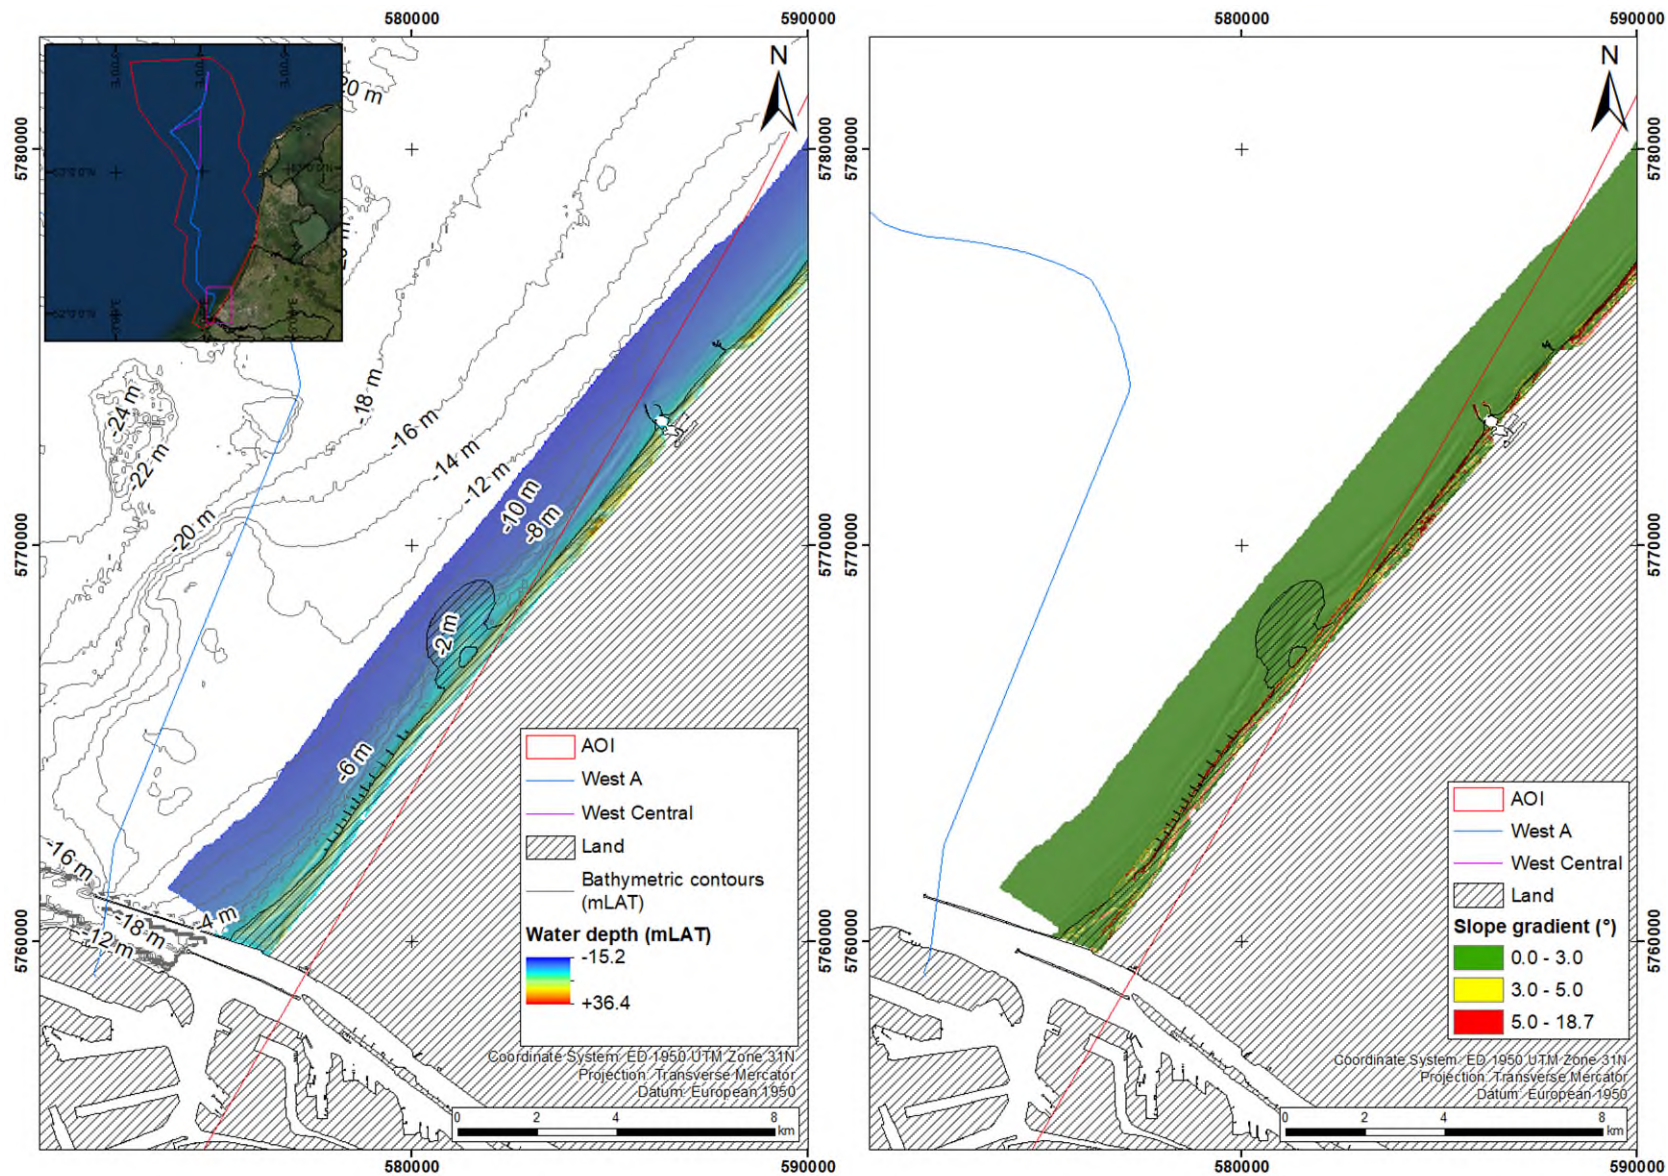 580000
590000
580000
590000
N
N
20 m
5780000
5780000
5780000
5780000
-18 m
-24 m
-16 m
-22 m
-14 m
-12 m
-10 m
-20 m
-8 m
5770000
5770000
5770000
5770000
-2 m
-6 m
AOI
West A
West Central
Land
Bathymetric contours
(mLAT)
Water depth (mLAT)
-15.2
+36.4
AOI
West A
West Central
Land
Slope gradient (°)
0.0 - 3.0
3.0 - 5.0
5.0 - 18.7
-16 m
-4 m
-18 m
-12 m
5760000
5760000
5760000
5760000
Coordinate System: ED 1950 UTM Zone 31N
Projection: Transverse Mercator
Datum: European 1950
0 2 4 8
km
Coordinate System: ED 1950 UTM Zone 31N
Projection: Transverse Mercator
Datum: European 1950
0 2 4 8
km
580000
590000
580000
590000